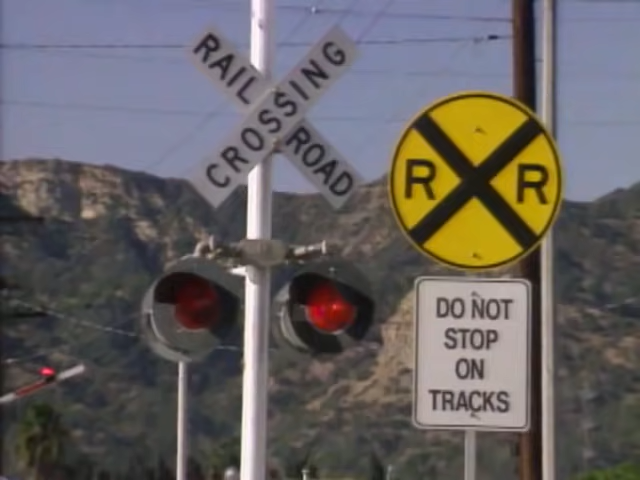 RAIL ROAD
CROSSING
R R
DO NOT
STOP
ON
TRACKS